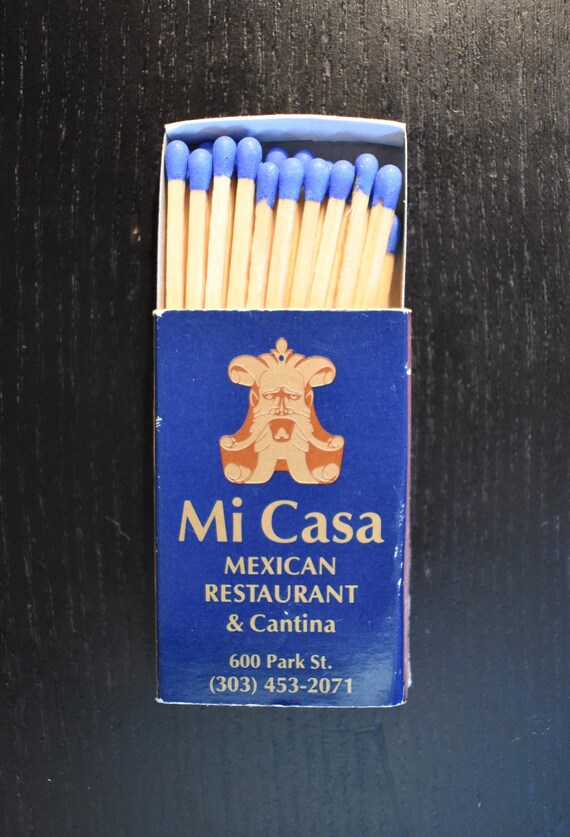 Mi Casa
MEXICAN
RESTAURANT
& Cantina
600 Park St.
(303) 453-2071